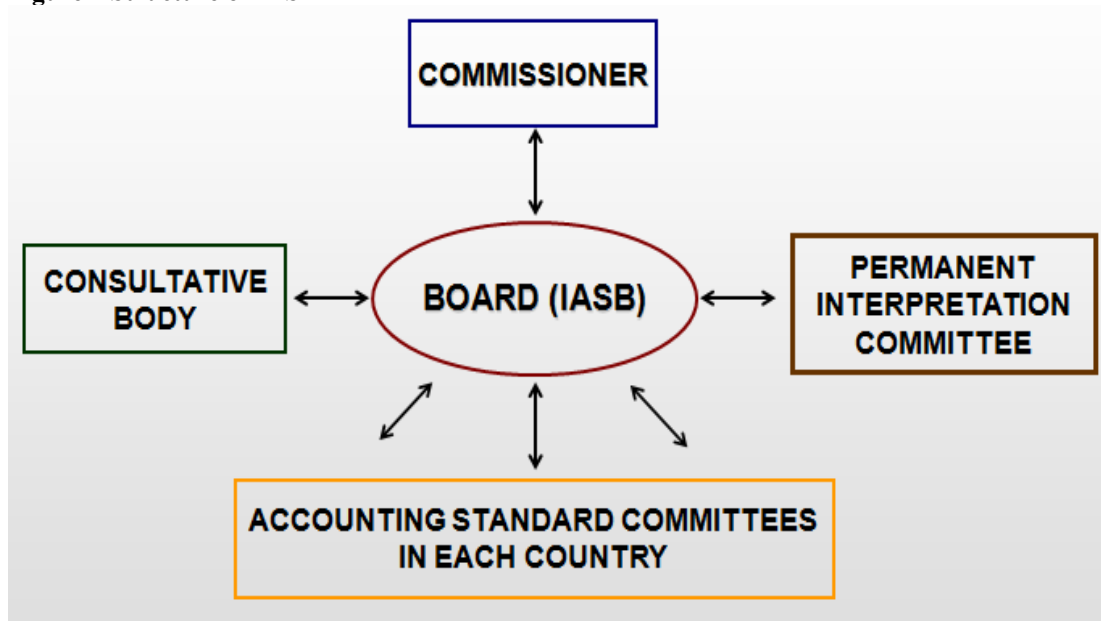 COMMISSIONER
CONSULTATIVE
BODY
BOARD (IASB)
PERMANENT
INTERPRETATION
COMMITTEE
ACCOUNTING STANDARD COMMITTEES
IN EACH COUNTRY